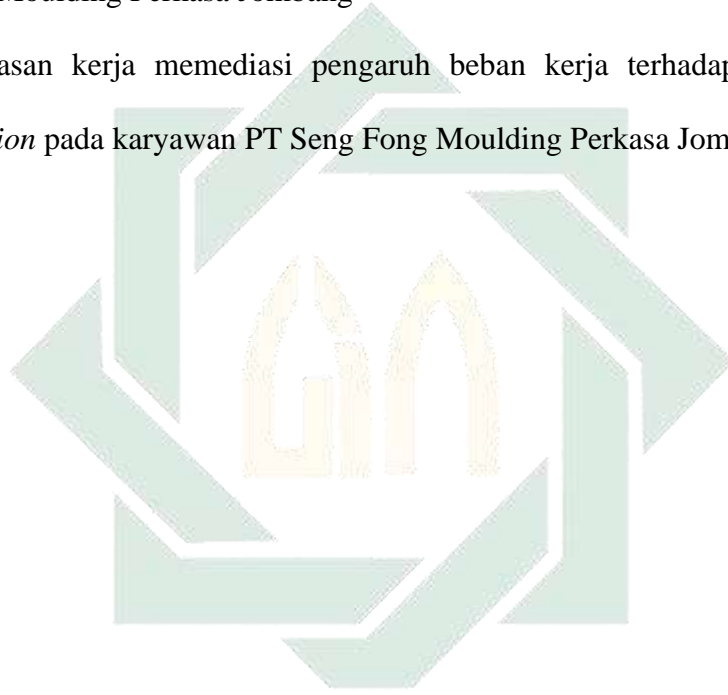 Moulding Perkasa Jombang
asan kerja memediasi pengaruh beban kerja terhadap
ion pada karyawan PT Seng Fong Moulding Perkasa Jom